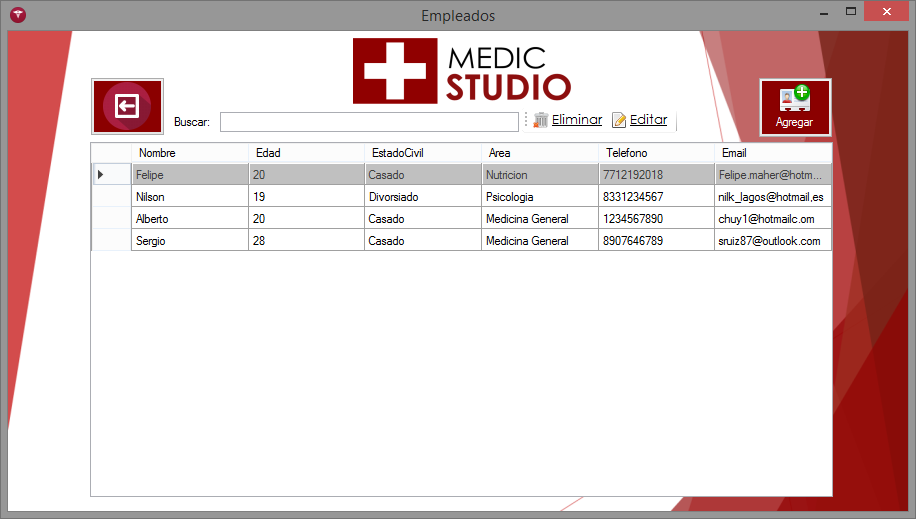 Empleados
MEDIC
STUDIO
Buscar:
Eliminar Editar
Agregar
Nombre Edad EstadoCivil Area Telefono Email
Felipe 20 Casado Nutricion 7712192018 Felipe.maher@hotm...
Nilson 19 Divorsiado Psicologia 8331234567 nilk_lagos@hotmail,es
Alberto 20 Casado Medicina General 1234567890 chuy1@hotmailc.om
Sergio 28 Casado Medicina General 8907646789 sruiz87@outlook.com